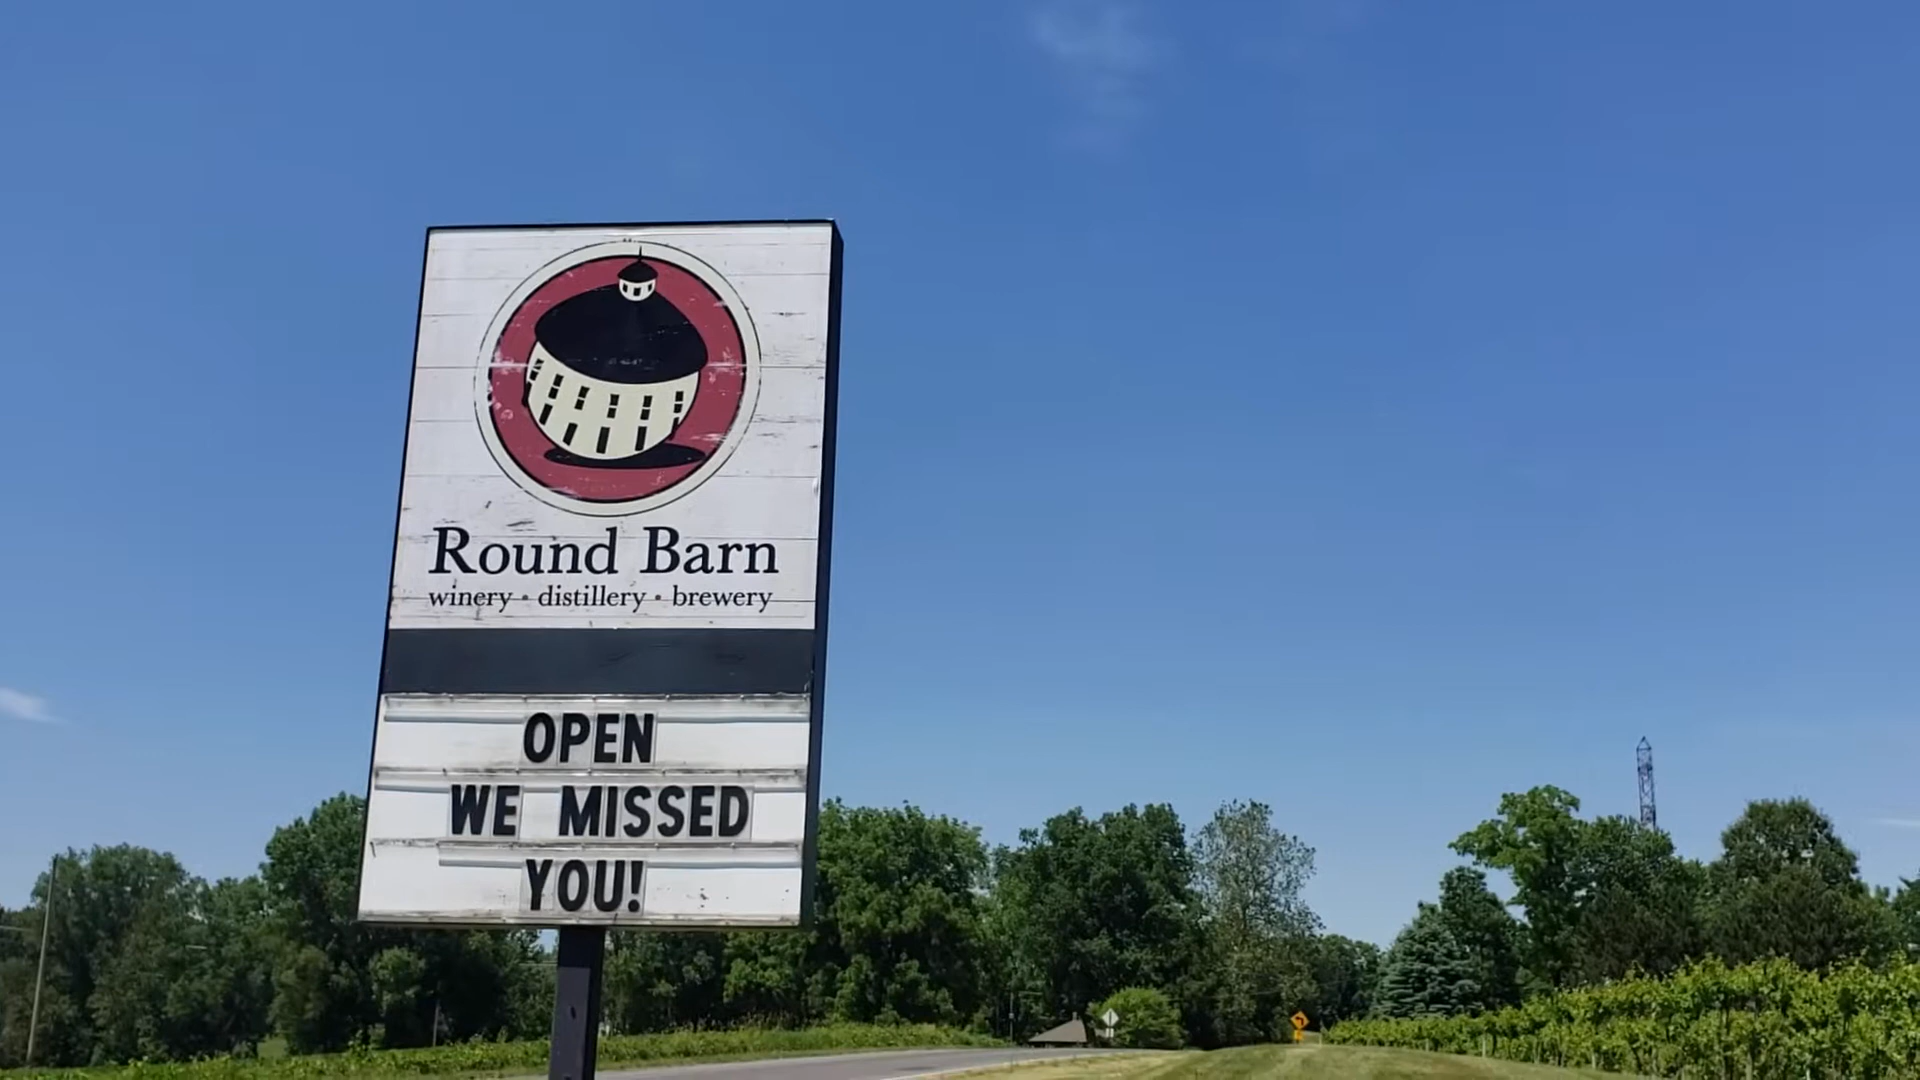 Round Barn
winery • distillery • brewery
OPEN
WE MISSED
YOU!